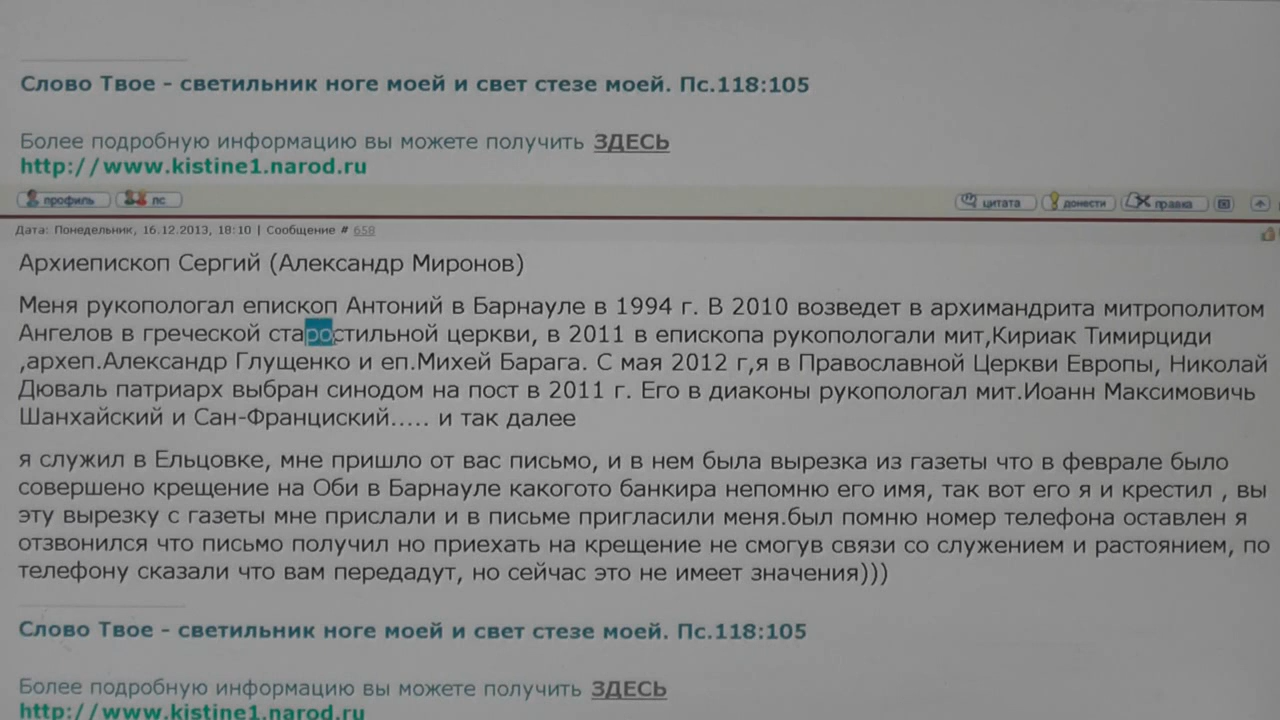 Слово Твое - светильник ноге моей и свет стезе моей. Пс.118:105
Более подробную информацию вы можете получить ЗДЕСЬ
http://www.kistine1.narod.ru
профиль лс цитата донести правка
Дата: Понедельник, 16.12.2013, 18:10 | Сообщение # 658
Архиепископ Сергий (Александр Миронов)
Меня рукопологал епископ Антоний в Барнауле в 1994 г. В 2010 возведет в архимандрита митрополитом
Ангелов в греческой старостильной церкви, в 2011 в епископа рукопологали мит,Кириак Тимирциди
,археп.Александр Глущенко и еп.Михей Барага. С мая 2012 г,я в Православной Церкви Европы, Николай
Дюваль патриарх выбран синодом на пост в 2011 г. Его в диаконы рукопологал мит.Иоанн Максимовичь
Шанхайский и Сан-Франциский..... и так далее
я служил в Ельцовке, мне пришло от вас письмо, и в нем была вырезка из газеты что в феврале было
совершено крещение на Оби в Барнауле какогото банкира непомню его имя, так вот его я и крестил , вы
эту вырезку с газеты мне прислали и в письме пригласили меня.был помню номер телефона оставлен я
отзвонился что письмо получил но приехать на крещение не смогув связи со служением и растоянием, по
телефону сказали что вам передадут, но сейчас это не имеет значения)))
Слово Твое - светильник ноге моей и свет стезе моей. Пс.118:105
Более подробную информацию вы можете получить ЗДЕСЬ
http://www.kistine1.narod.ru